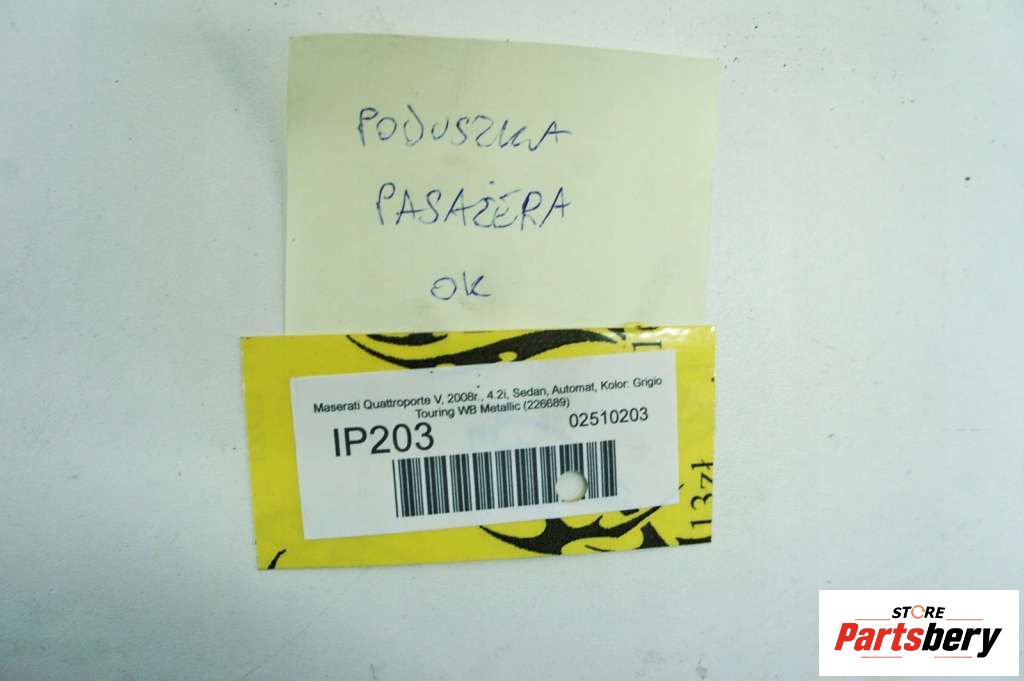 PODUSZKA
PASAŻERA
OK
Maserati Quattroporte V, 2008r., 4.2i, Sedan, Automat, Kolor: Grigio
Touring WB Metallic (226689)
IP203
02510203
13zł
STORE
Partsbery